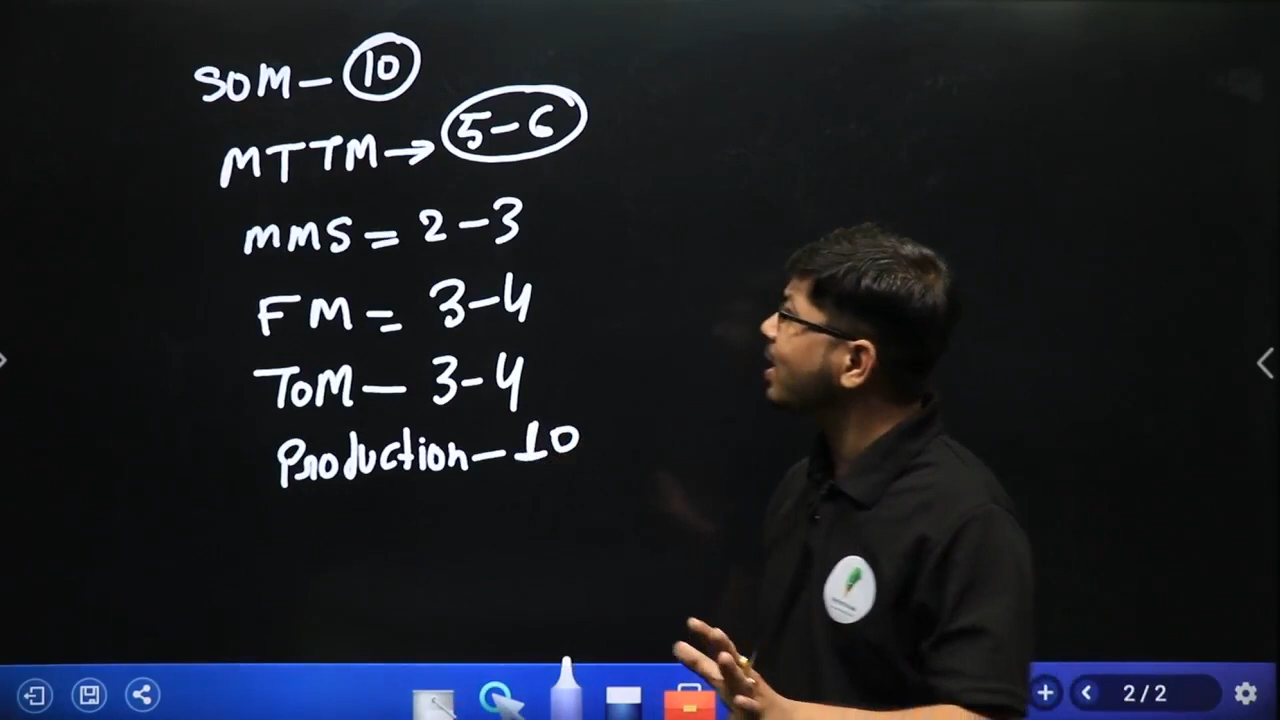 SOM - 10
MTTM → 5-6
MMS = 2-3
FM = 3-4
TOM - 3-4
Production - 10
2/2